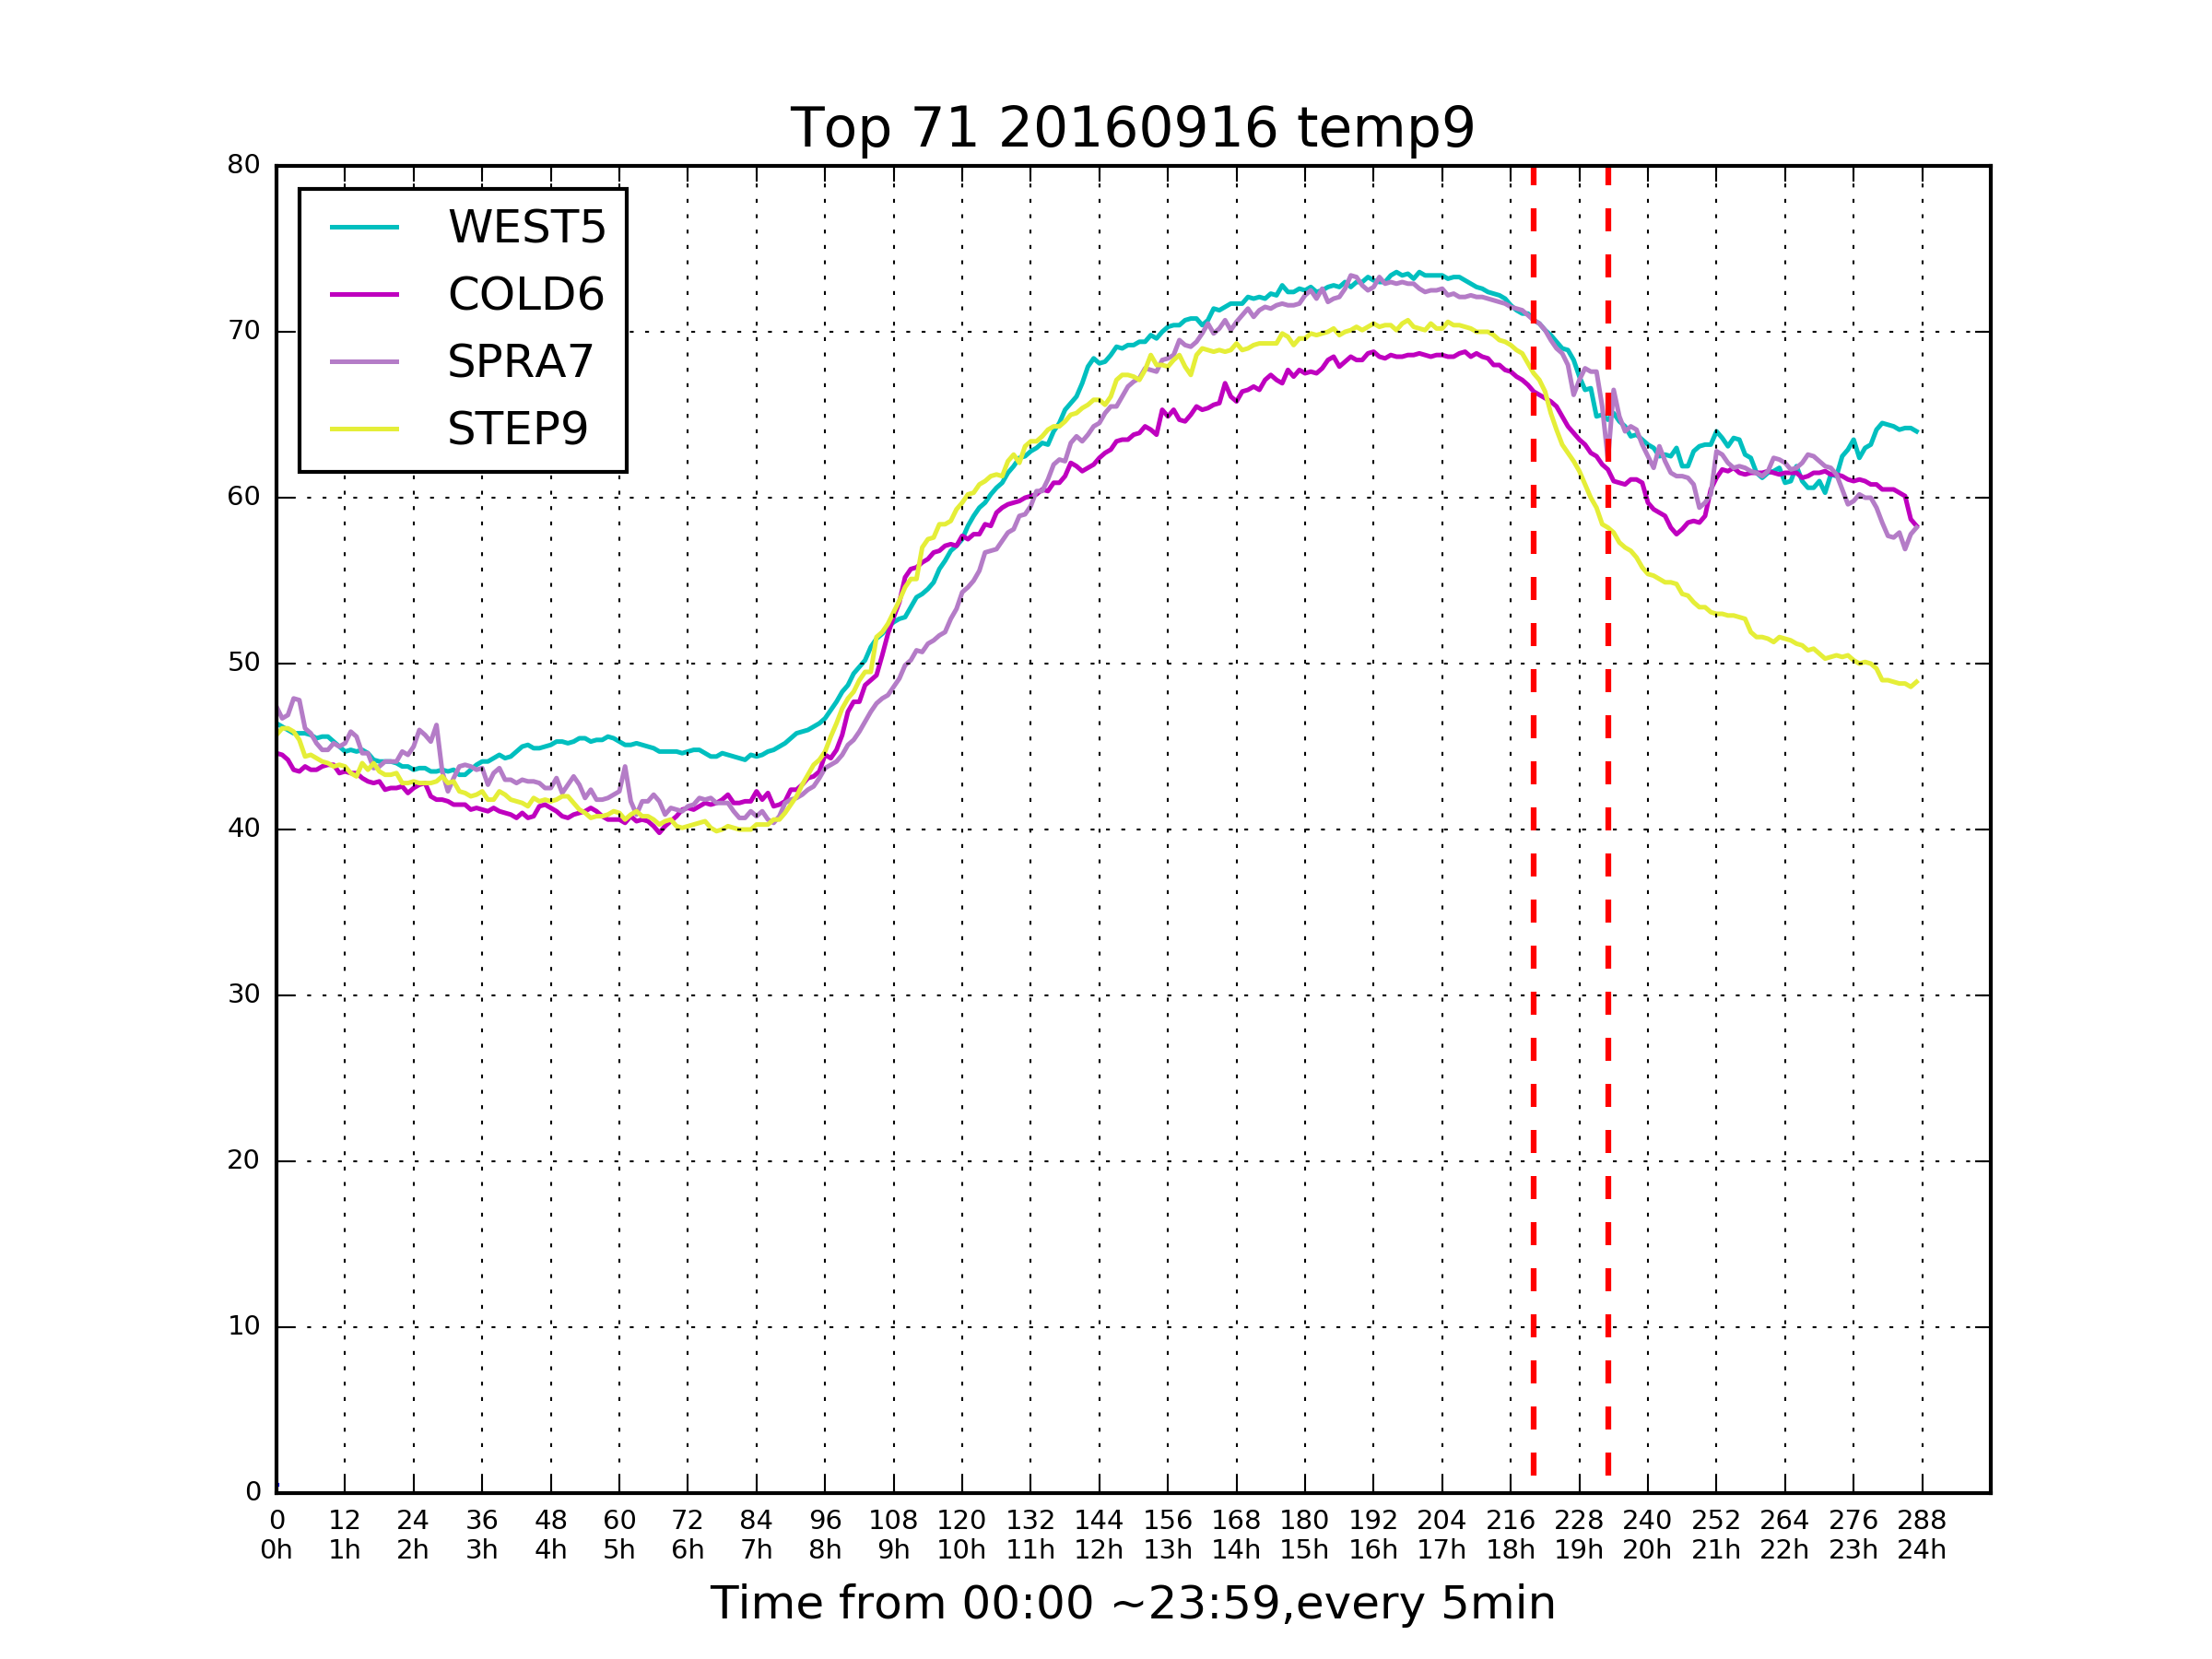 Top 71 20160916 temp9
80
70
60
50
40
30
20
10
0
WEST5
COLD6
SPRA7
STEP9
0 12 24 36 48 60 72 84 96 108 120 132 144 156 168 180 192 204 216 228 240 252 264 276 288
0h 1h 2h 3h 4h 5h 6h 7h 8h 9h 10h 11h 12h 13h 14h 15h 16h 17h 18h 19h 20h 21h 22h 23h 24h
Time from 00:00 ~23:59,every 5min